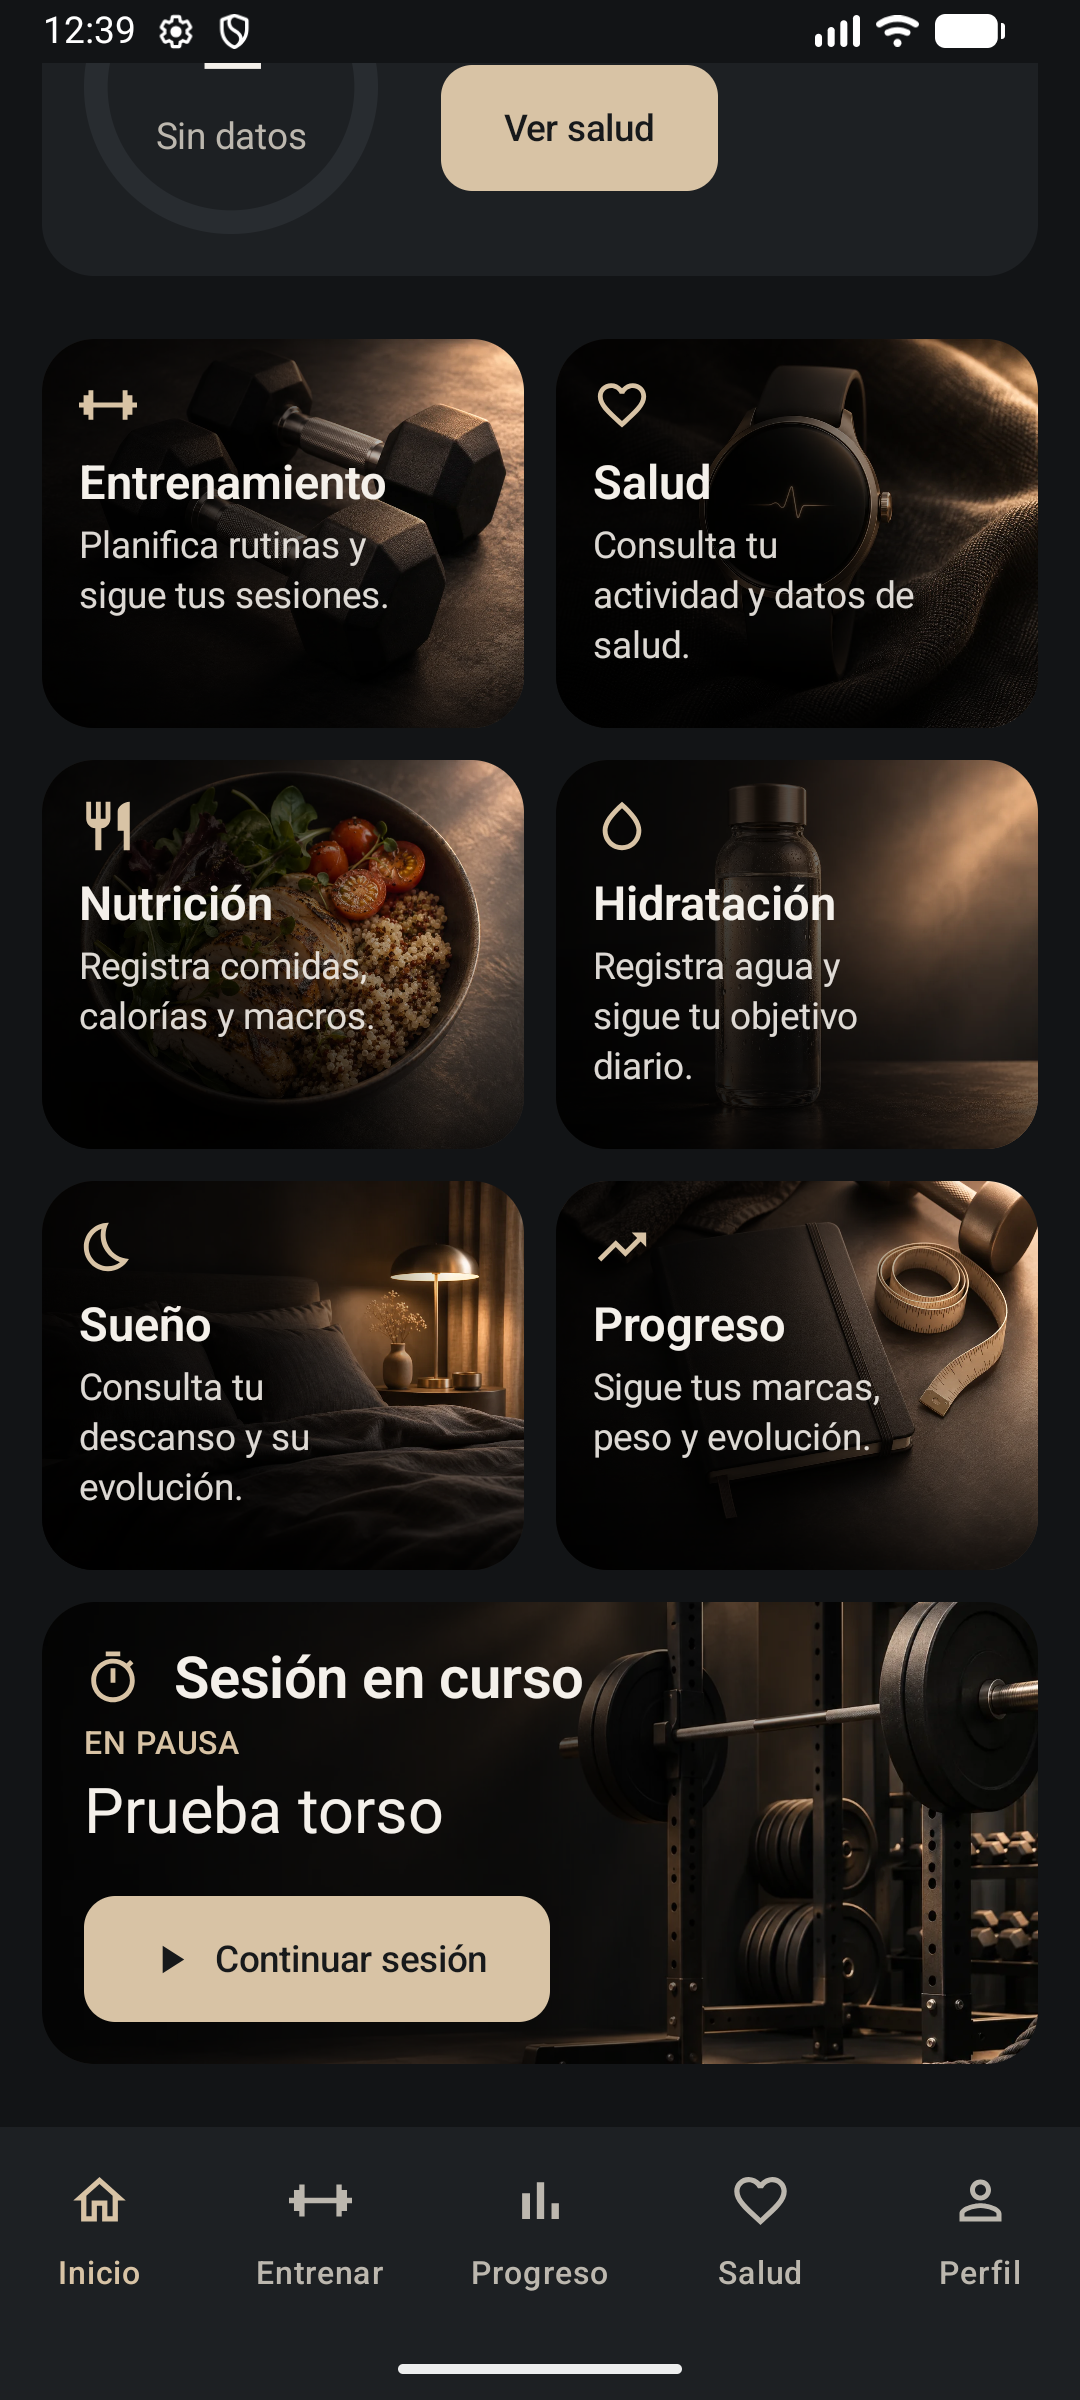 12:39
Sin datos
Ver salud
Entrenamiento
Planifica rutinas y
sigue tus sesiones.
Salud
Consulta tu
actividad y datos de
salud.
Nutrición
Registra comidas,
calorías y macros.
Hidratación
Registra agua y
sigue tu objetivo
diario.
Sueño
Consulta tu
descanso y su
evolución.
Progreso
Sigue tus marcas,
peso y evolución.
Sesión en curso
EN PAUSA
Prueba torso
Continuar sesión
Inicio
Entrenar
Progreso
Salud
Perfil